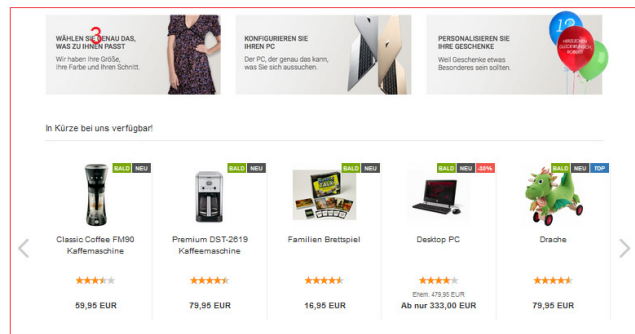 3
WÄHLEN SIE GENAU DAS,
WAS ZU IHNEN PASST
Wir haben Ihre Größe,
Ihre Farbe und Ihren Schnitt.
KONFIGURIEREN SIE
IHREN PC
Der PC, der genau das kann,
was Sie sich aussuchen.
PERSONALISIEREN SIE
IHRE GESCHENKE
Weil Geschenke etwas
Besonderes sein sollten.
In Kürze bei uns verfügbar!
BALD NEU
BALD NEU
BALD NEU
BALD NEU -30%
BALD NEU TOP
Classic Coffee FM90
Kaffemaschine
59,95 EUR
Premium DST-2619
Kaffeemaschine
79,95 EUR
Familien Brettspiel
16,95 EUR
Desktop PC
Ehem. 479,95 EUR
Ab nur 333,00 EUR
Drache
79,95 EUR